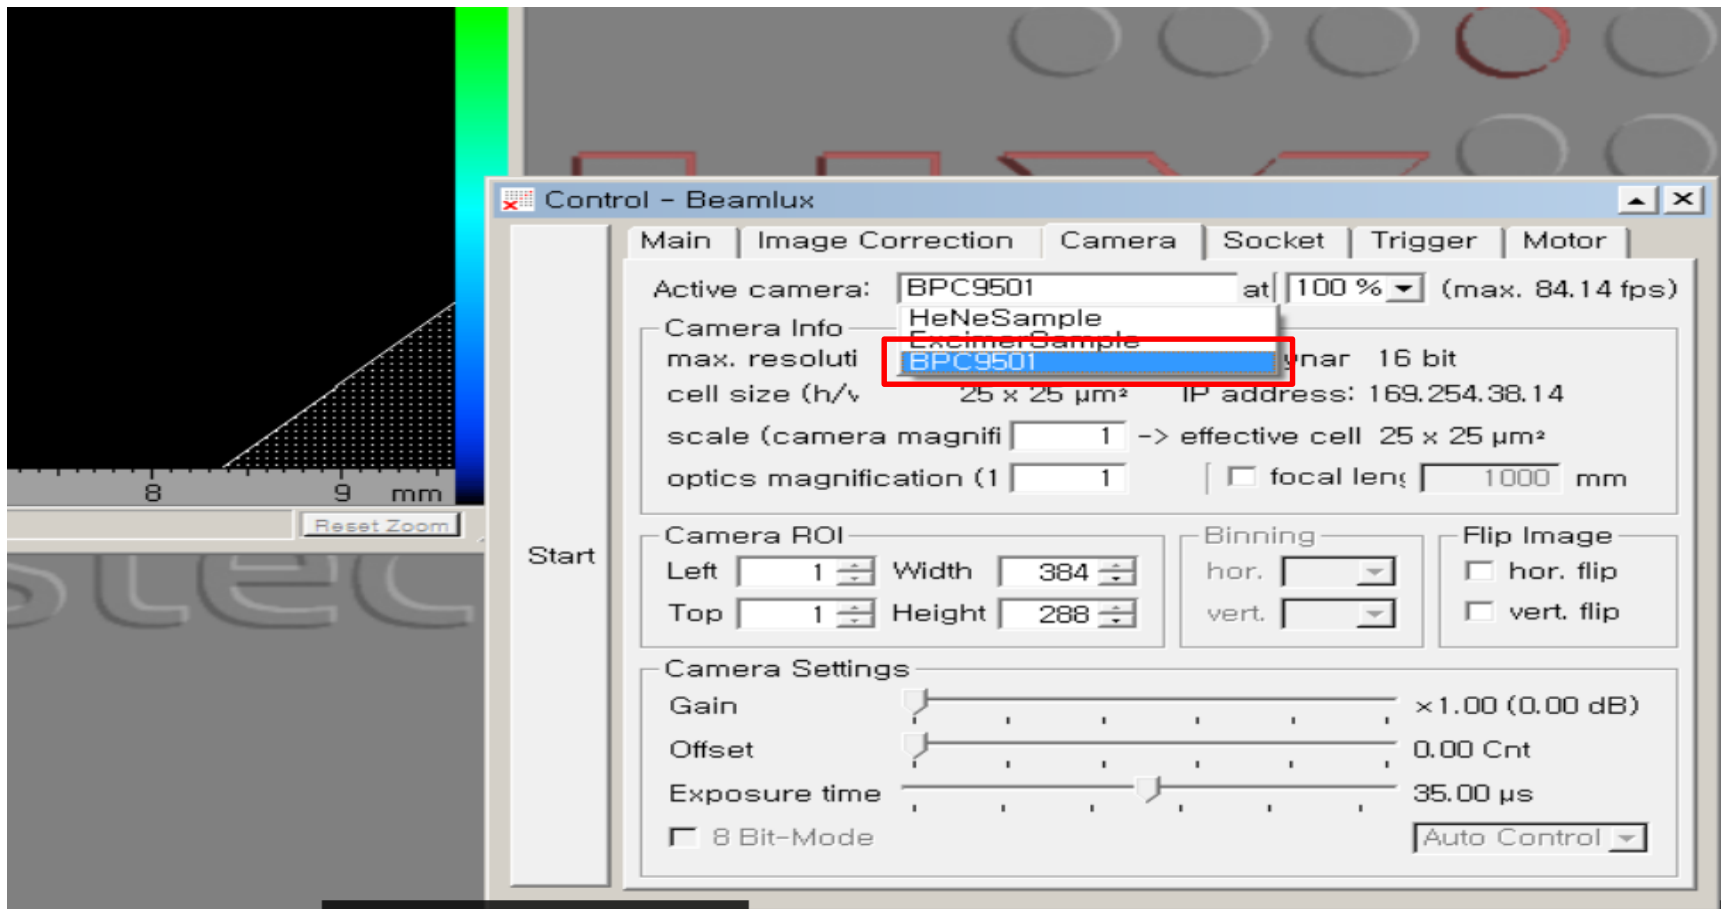 Control - Beamlux
Main Image Correction Camera Socket Trigger Motor
Active camera: BPC9501 at 100 % (max. 84.14 fps)
HeNeSample
ExcimerSample
BPC9501
Camera Info
max. resoluti ynar 16 bit
cell size (h/v 25 x 25 µm² IP address: 169.254.38.14
scale (camera magnifi 1 -> effective cell 25 x 25 µm²
optics magnification (1 1 focal leng 1000 mm
8 9 mm
Reset Zoom
Start
Camera ROI Binning Flip Image
Left 1 Width 384 hor. hor. flip
Top 1 Height 288 vert. vert. flip
Camera Settings
Gain ×1.00 (0.00 dB)
Offset 0.00 Cnt
Exposure time 35.00 µs
8 Bit-Mode Auto Control